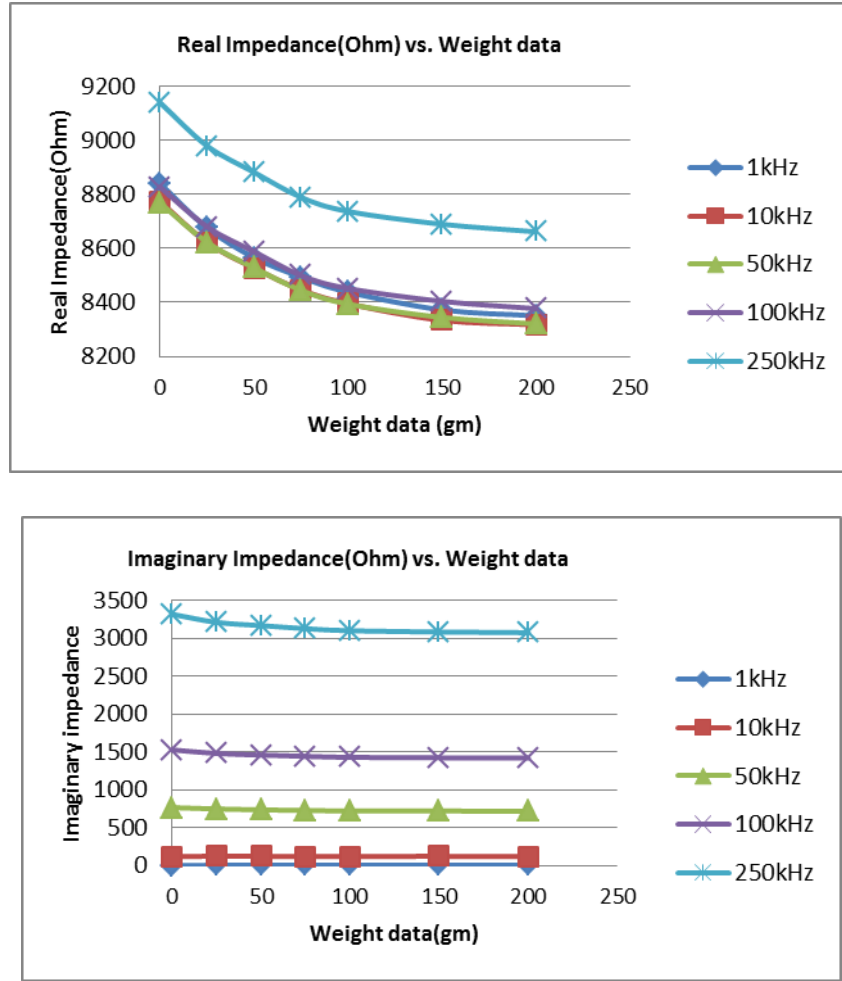 Real Impedance(Ohm) vs. Weight data
Real Impedance(Ohm)
9200
9000
8800
8600
8400
8200
0 50 100 150 200 250
Weight data (gm)
1kHz
10kHz
50kHz
100kHz
250kHz
Imaginary Impedance(Ohm) vs. Weight data
Imaginary impedance
3500
3000
2500
2000
1500
1000
500
0
0 50 100 150 200 250
Weight data(gm)
1kHz
10kHz
50kHz
100kHz
250kHz